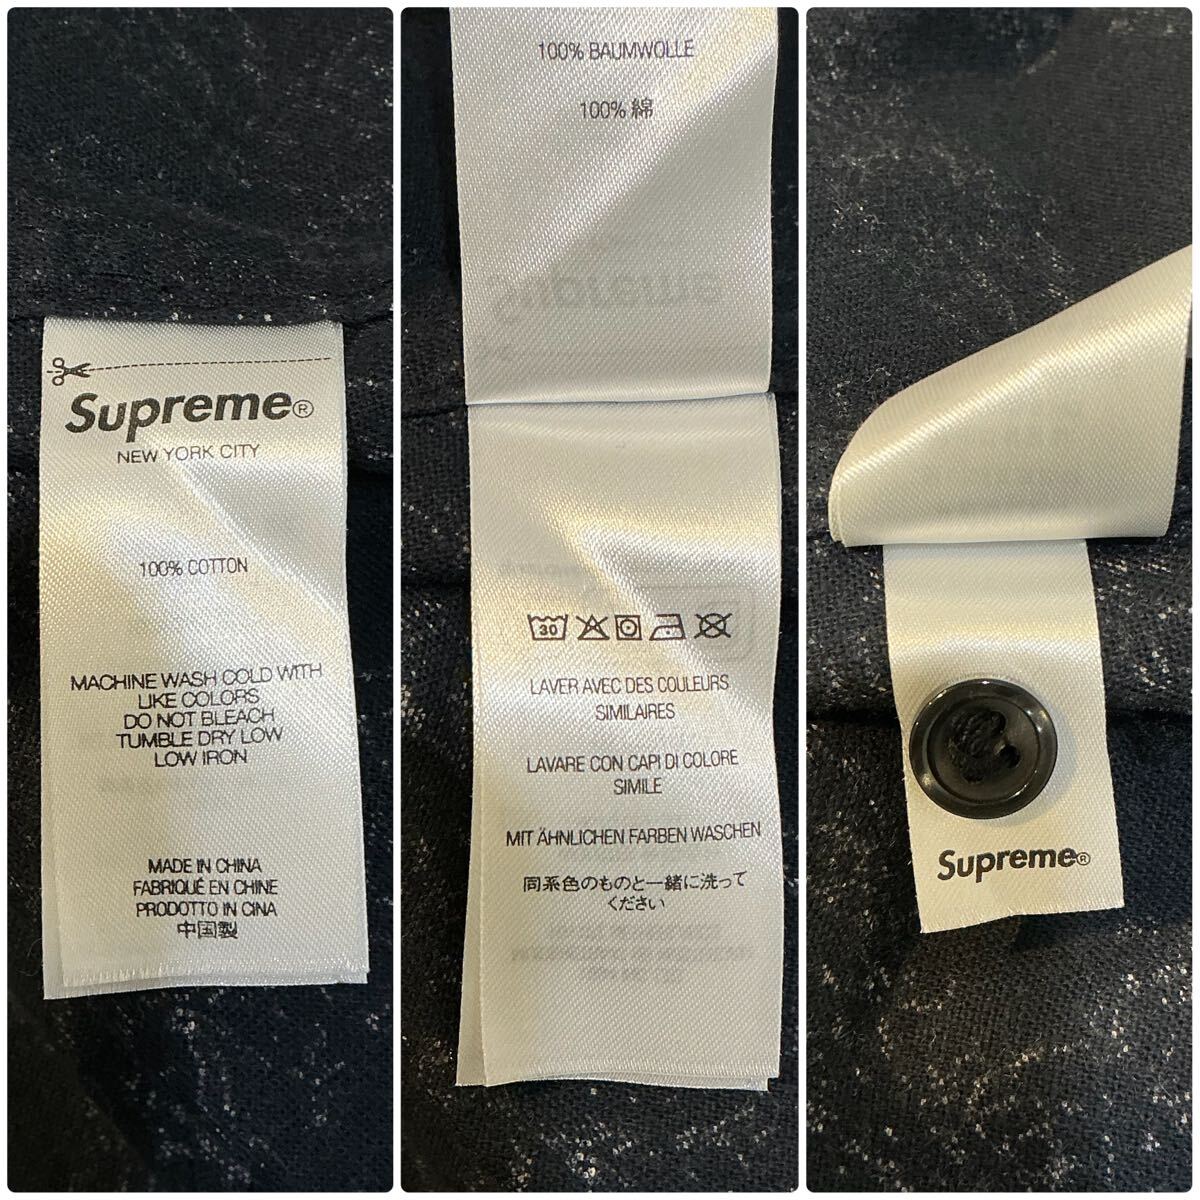 Supreme®
NEW YORK CITY
100% COTTON
MACHINE WASH COLD WITH
LIKE COLORS
DO NOT BLEACH
TUMBLE DRY LOW
LOW IRON
MADE IN CHINA
FABRIQUÉ EN CHINE
PRODOTTO IN CINA
中国製
100% BAUMWOLLE
100% 綿
30
LAVER AVEC DES COULEURS
SIMILAIRES
LAVARE CON CAPI DI COLORE
SIMILE
MIT ÄHNLICHEN FARBEN WASCHEN
同系色のものと一緒に洗って
ください
Supreme®